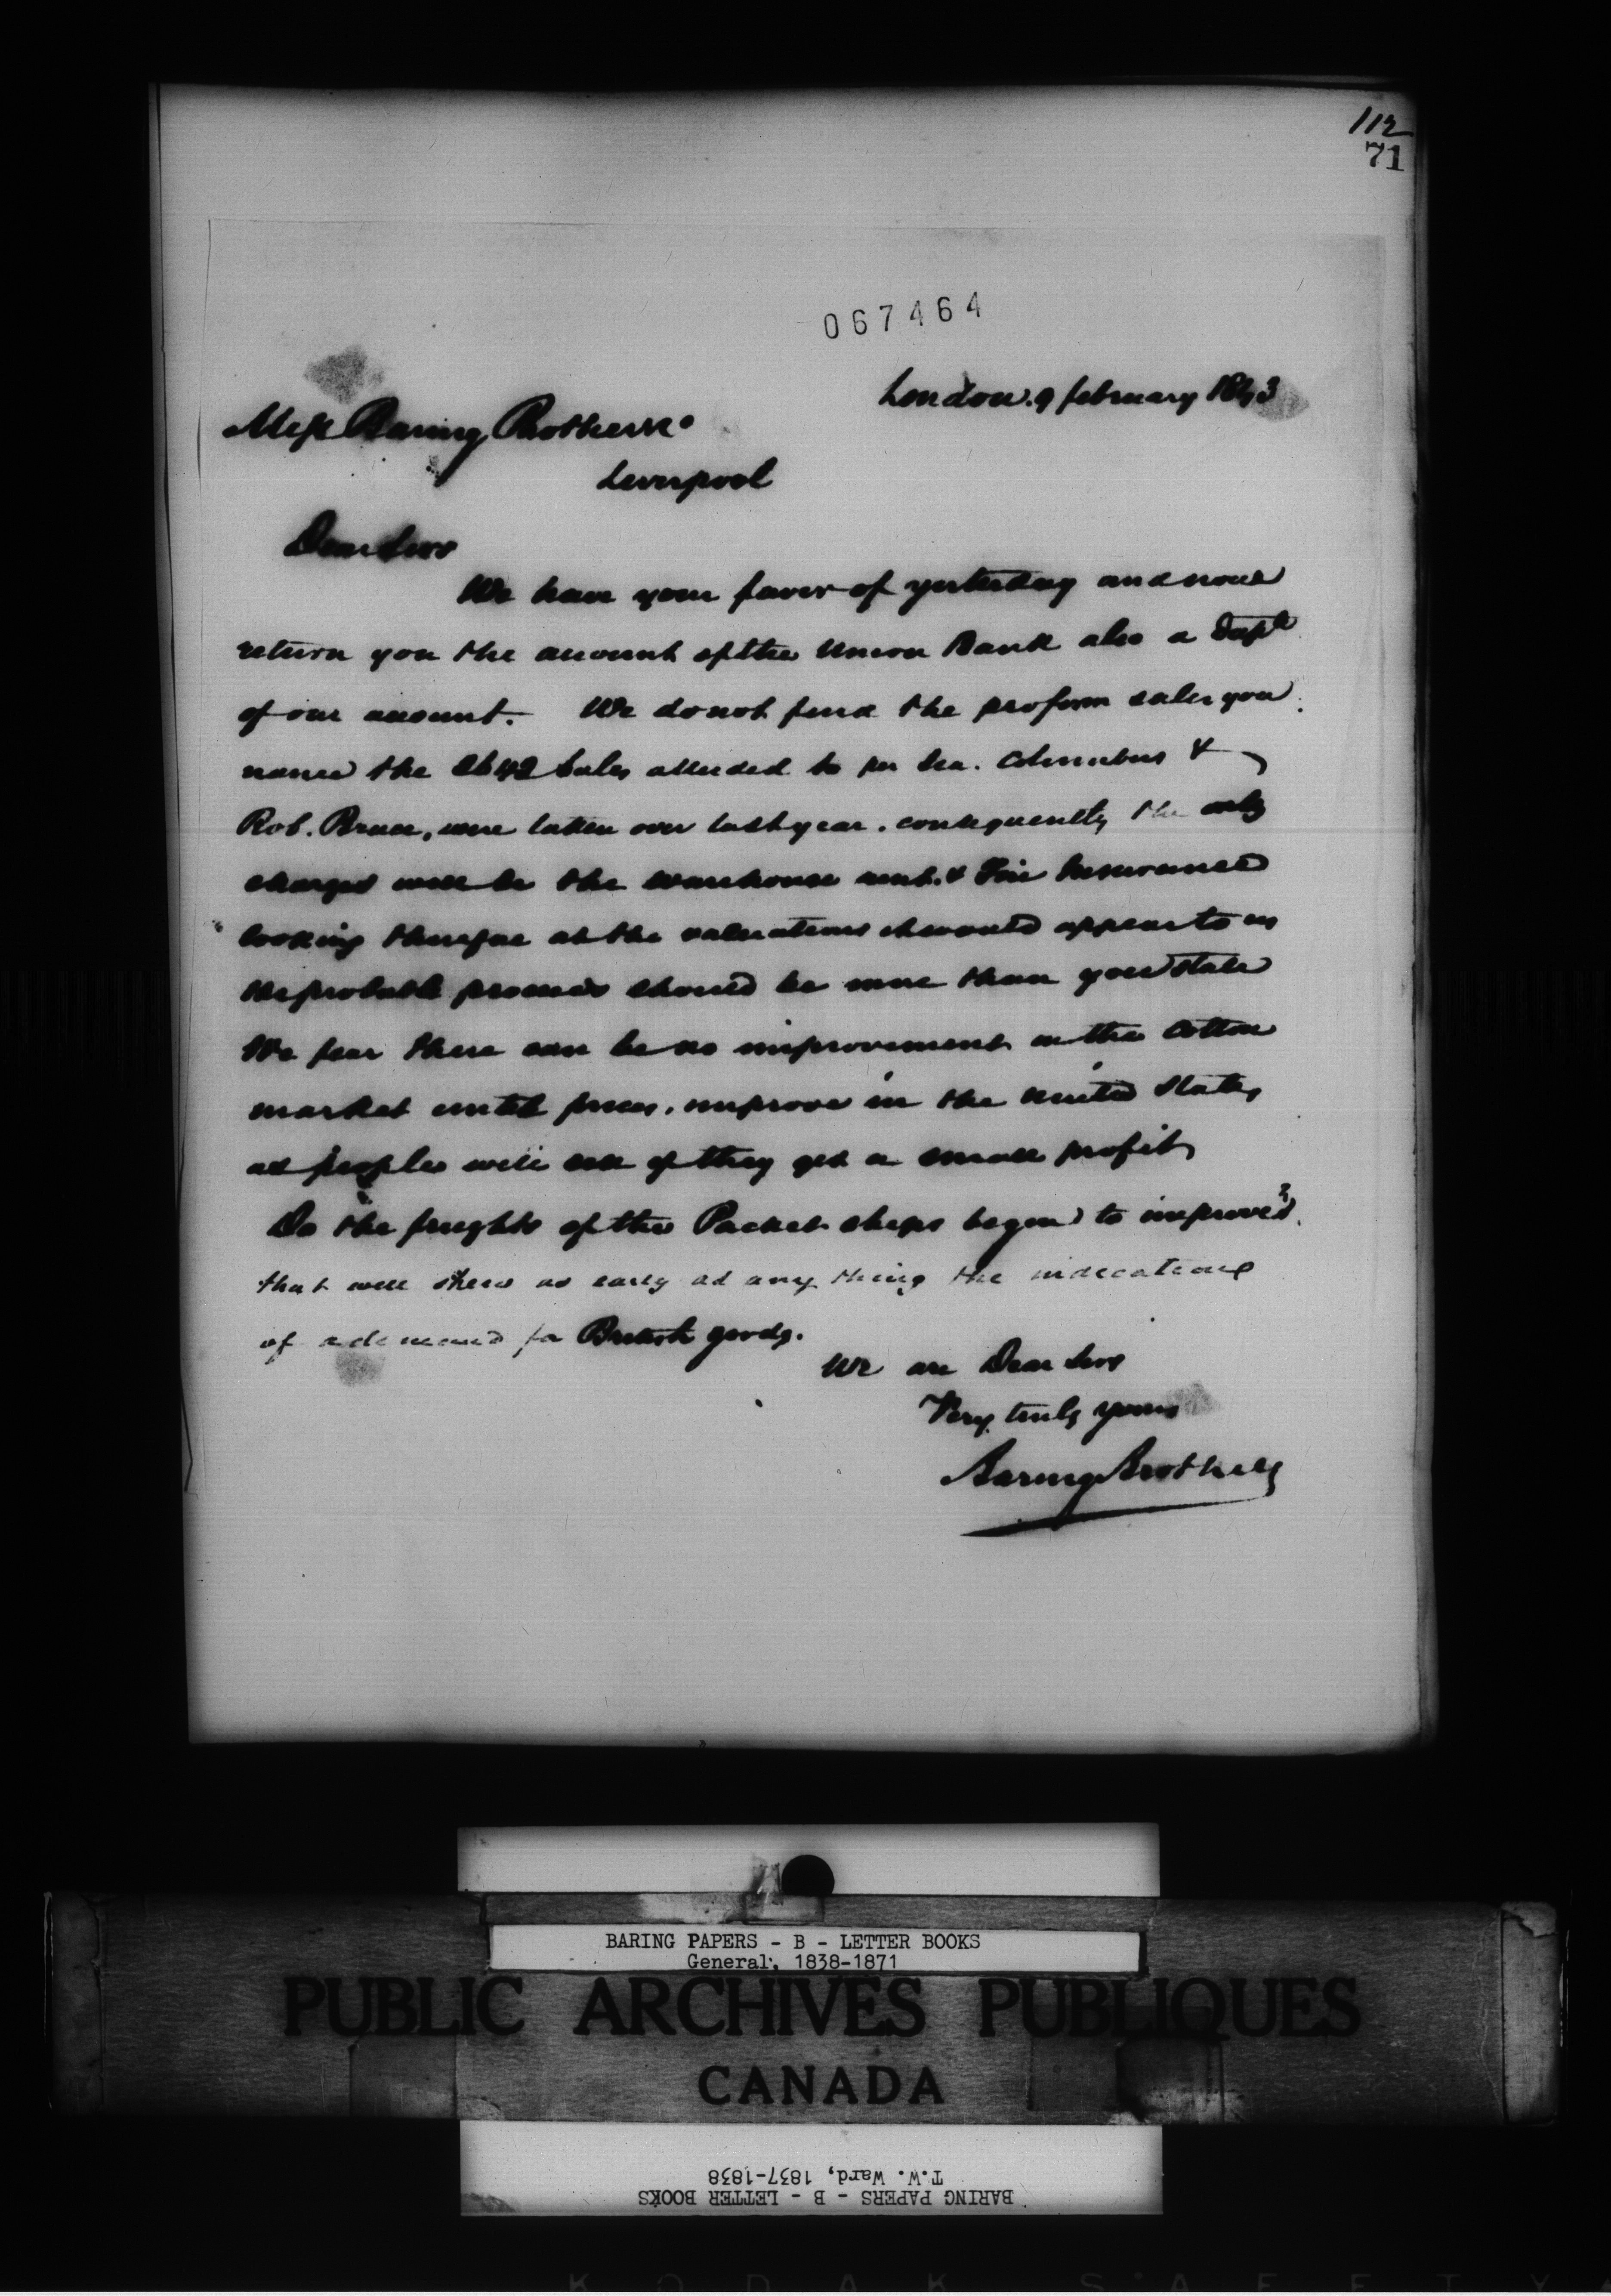 112
71
067464
London 9 february 1843
Mess Baring Brothers &Co
Liverpool
Dear Sirs
We have your favor of yesterday and now
return you the account of the Union Bank also a Dupl
of our account. We do not find the proform sales you
name the 2642 bales alluded to per Sea. Columbus &
Rob. Bruce, were taken over last year. consequently the only
charges will be the warehouse rent. & Fire Insurance
looking therefore at the valuations it would appear to us
the probable proceeds should be more than you state
We fear there can be no improvement in the Cotton
market until prices. improve in the United States
as people will sell if they get a small profit
Do the freights of the Packet ships begin to improve?
that will shew as early as any thing the indications
of a demand for British goods.
We are Dear Sirs
Very truly yours
Baring Brothers
BARING PAPERS - B - LETTER BOOKS
General, 1838-1871
PUBLIC ARCHIVES PUBLIQUES
CANADA
T.W. Ward, 1837-1838
BARING PAPERS - B - LETTER BOOKS
KODAK SAFETY